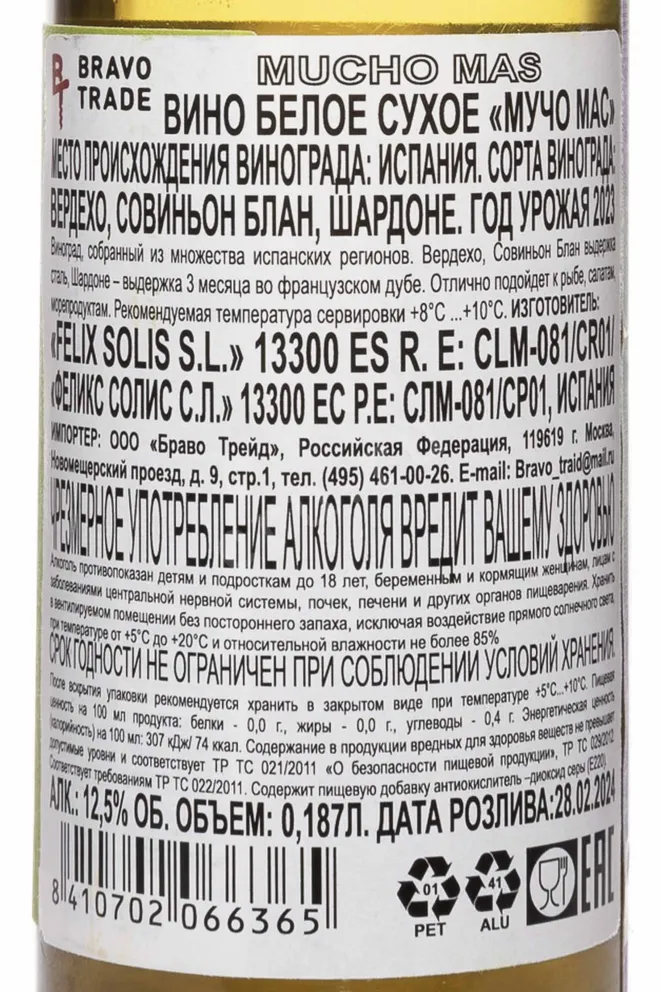 BRAVO TRADE
MUCHO MAS
ВИНО БЕЛОЕ СУХОЕ «МУЧО МАС»
МЕСТО ПРОИСХОЖДЕНИЯ ВИНОГРАДА: ИСПАНИЯ. СОРТА ВИНОГРАДА:
ВЕРДЕХО, СОВИНЬОН БЛАН, ШАРДОНЕ. ГОД УРОЖАЯ 2023
Виноград, собранный из множества испанских регионов. Вердехо, Совиньон Блан выдержка
сталь, Шардоне – выдержка 3 месяца во французском дубе. Отлично подойдет к рыбе, салатам,
морепродуктам. Рекомендуемая температура сервировки +8°С ...+10°С. ИЗГОТОВИТЕЛЬ:
«FELIX SOLIS S.L.» 13300 ES R. E: CLM-081/CR01/
«ФЕЛИКС СОЛИС С.Л.» 13300 ЕС Р.Е: СЛМ-081/СР01, ИСПАНИЯ
ИМПОРТЕР: ООО «Браво Трейд», Российская Федерация, 119619 г. Москва,
Новомещерский проезд, д. 9, стр.1, тел. (495) 461-00-26. E-mail: Bravo_traid@mail.ru
ЧРЕЗМЕРНОЕ УПОТРЕБЛЕНИЕ АЛКОГОЛЯ ВРЕДИТ ВАШЕМУ ЗДОРОВЬЮ
Алкоголь противопоказан детям и подросткам до 18 лет, беременным и кормящим женщинам, лицам с
заболеваниями центральной нервной системы, почек, печени и других органов пищеварения. Хранить
в вентилируемом помещении без постороннего запаха, исключая воздействие прямого солнечного света,
при температуре от +5°С до +20°С и относительной влажности не более 85%
СРОК ГОДНОСТИ НЕ ОГРАНИЧЕН ПРИ СОБЛЮДЕНИИ УСЛОВИЙ ХРАНЕНИЯ.
После вскрытия упаковки рекомендуется хранить в закрытом виде при температуре +5°С...+10°С. Пищевая
ценность на 100 мл продукта: белки - 0,0 г., жиры - 0,0 г., углеводы - 0,4 г. Энергетическая ценность
(калорийность) на 100 мл: 307 кДж/ 74 ккал. Содержание в продукции вредных для здоровья веществ не превышает
допустимые уровни и соответствует ТР ТС 021/2011 «О безопасности пищевой продукции», ТР ТС 029/2012
Соответствует требованиям ТР ТС 022/2011. Содержит пищевую добавку антиокислитель –диоксид серы (Е220).
АЛК.: 12,5% ОБ. ОБЪЕМ: 0,187Л. ДАТА РОЗЛИВА:28.02.2024
8 410702 066365
01 PET
41 ALU
EAC